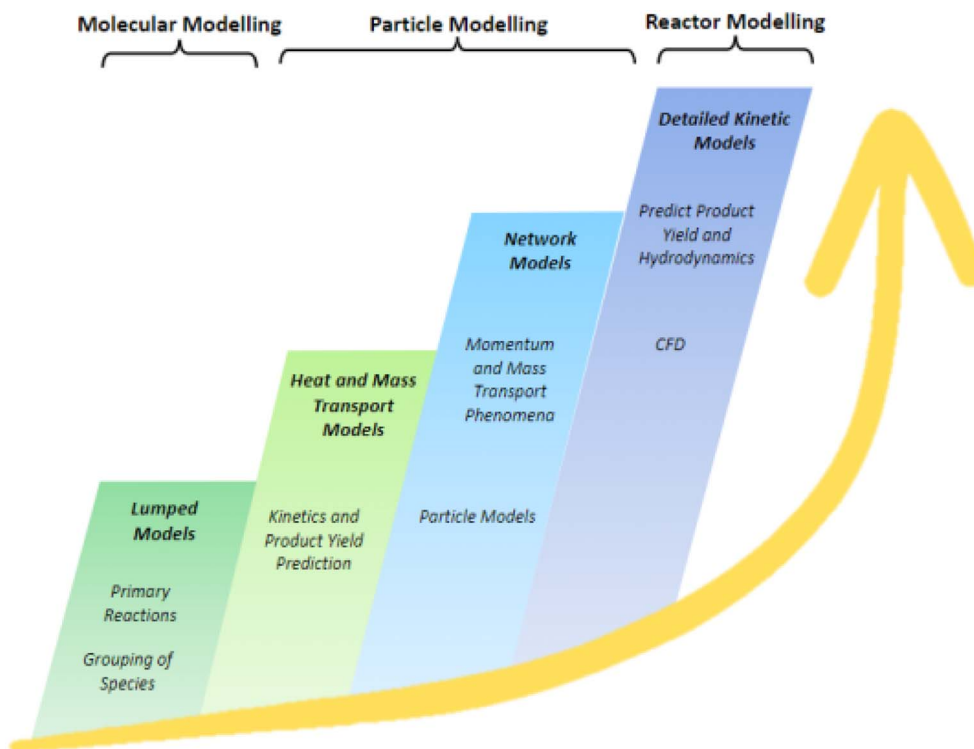 Molecular Modelling
Particle Modelling
Reactor Modelling
Lumped
Models
Primary
Reactions
Grouping of
Species
Heat and Mass
Transport
Models
Kinetics and
Product Yield
Prediction
Network
Models
Momentum
and Mass
Transport
Phenomena
Particle Models
Detailed Kinetic
Models
Predict Product
Yield and
Hydrodynamics
CFD